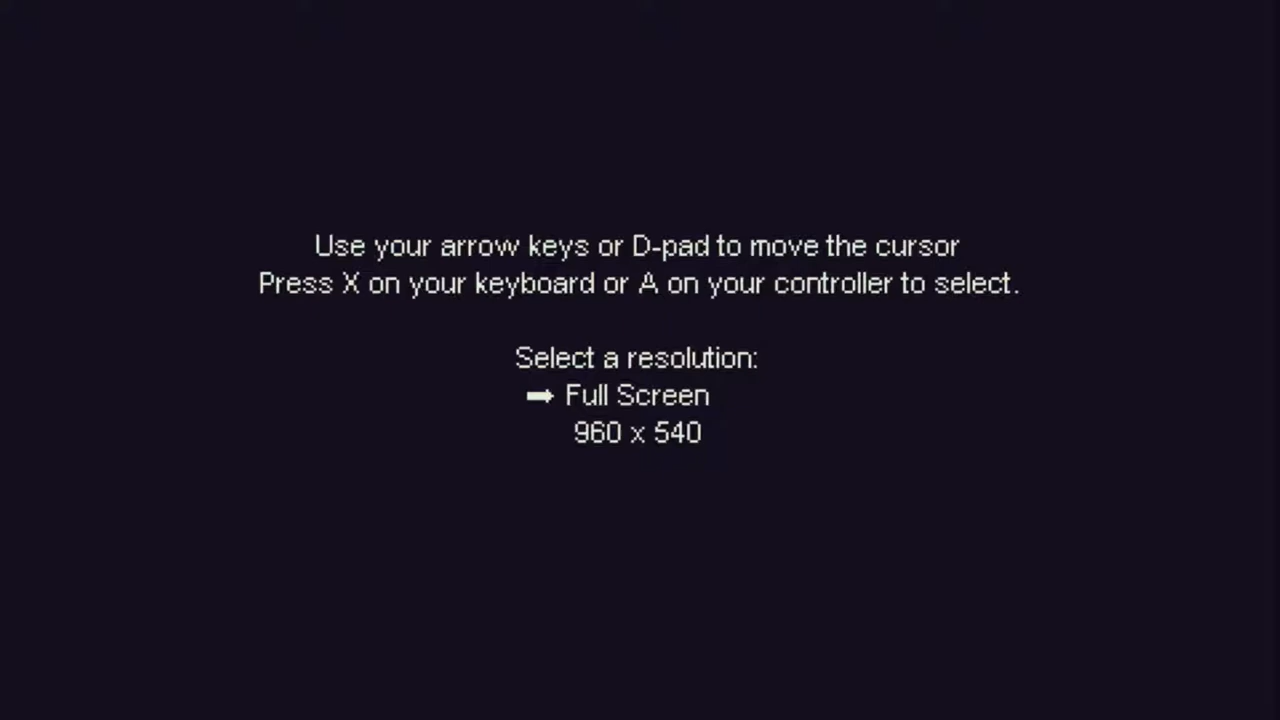 Use your arrow keys or D-pad to move the cursor
Press X on your keyboard or A on your controller to select.
Select a resolution:
➡ Full Screen
960 x 540